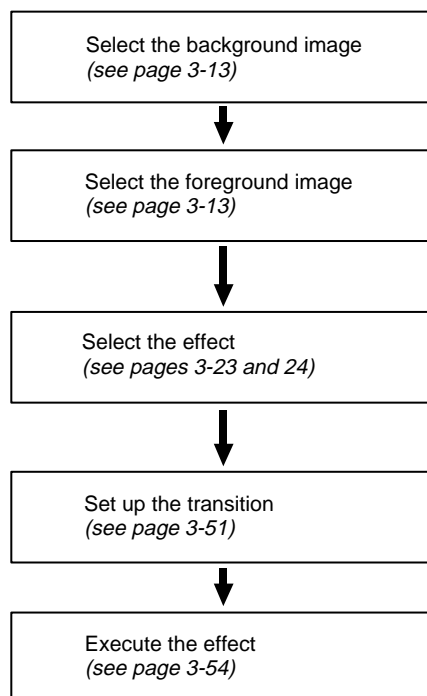 Select the background image
(see page 3-13)
Select the foreground image
(see page 3-13)
Select the effect
(see pages 3-23 and 24)
Set up the transition
(see page 3-51)
Execute the effect
(see page 3-54)